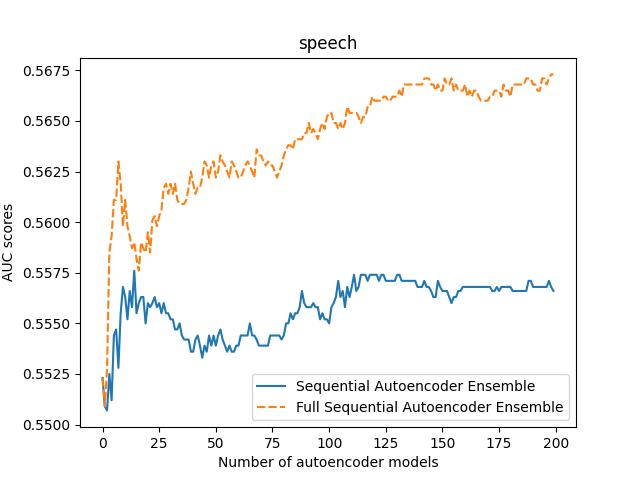 speech
AUC scores
0.5675
0.5650
0.5625
0.5600
0.5575
0.5550
0.5525
0.5500
Sequential Autoencoder Ensemble
Full Sequential Autoencoder Ensemble
0 25 50 75 100 125 150 175 200
Number of autoencoder models